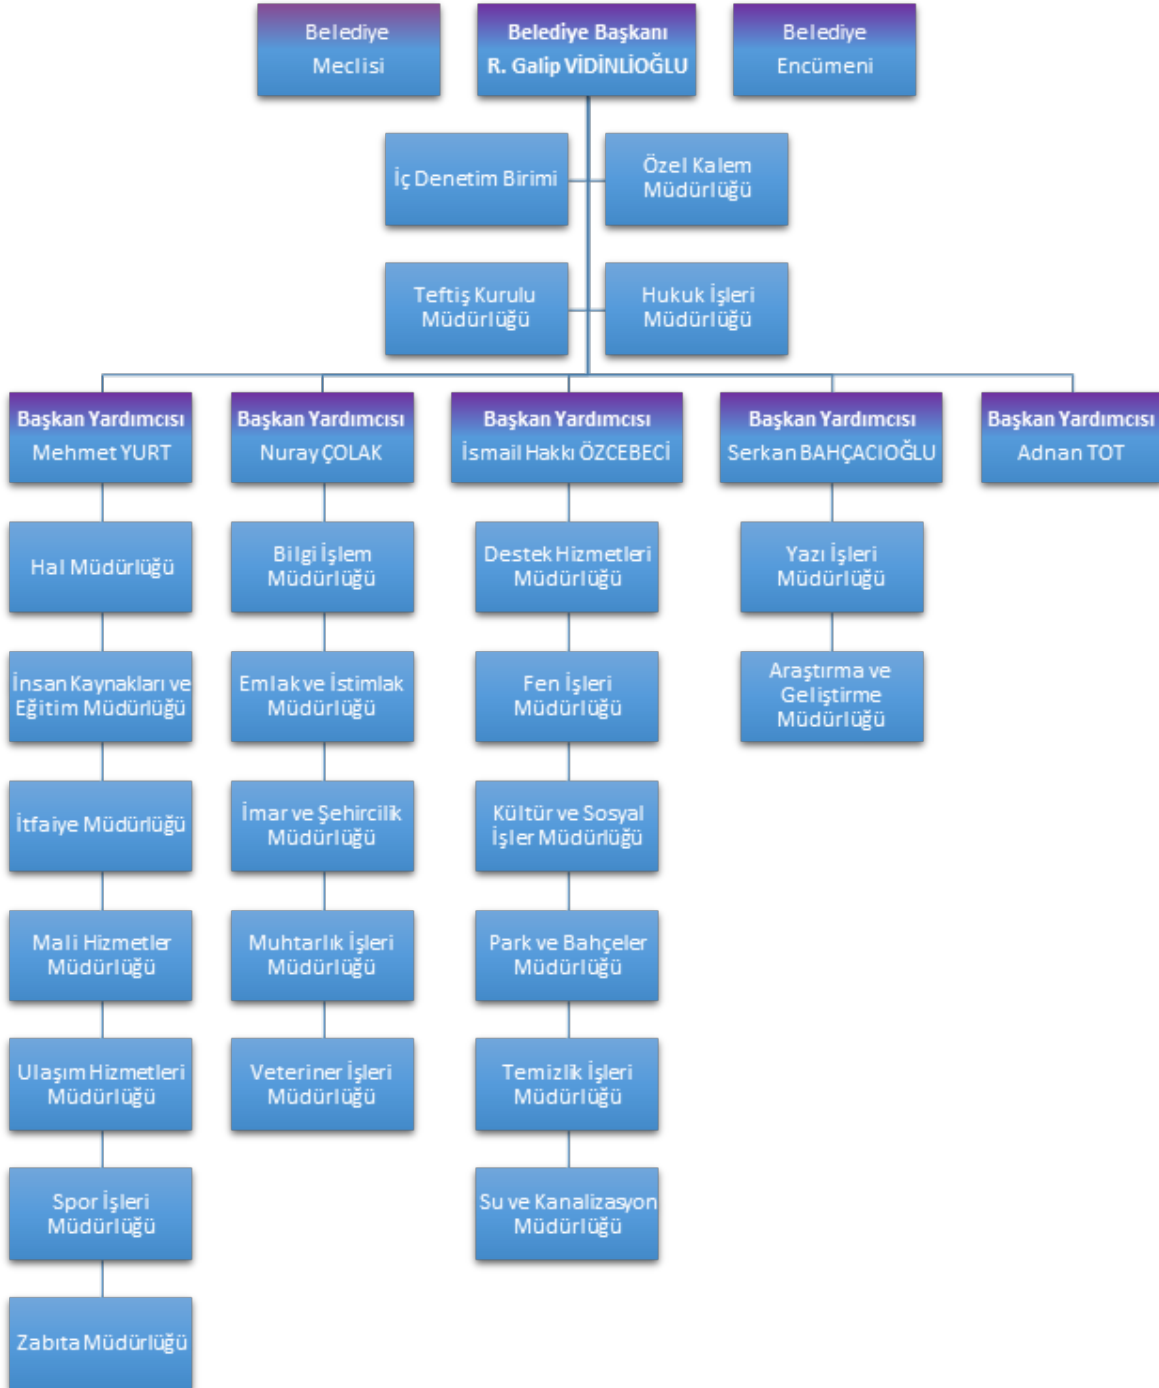 Belediye
Meclisi
Belediye Başkanı
R. Galip VİDİNLİOĞLU
Belediye
Encümeni
İç Denetim Birimi
Özel Kalem
Müdürlüğü
Teftiş Kurulu
Müdürlüğü
Hukuk İşleri
Müdürlüğü
Başkan Yardımcısı
Mehmet YURT
Hal Müdürlüğü
İnsan Kaynakları ve
Eğitim Müdürlüğü
İtfaiye Müdürlüğü
Mali Hizmetler
Müdürlüğü
Ulaşım Hizmetleri
Müdürlüğü
Spor İşleri
Müdürlüğü
Zabıta Müdürlüğü
Başkan Yardımcısı
Nuray ÇOLAK
Bilgi İşlem
Müdürlüğü
Emlak ve İstimlak
Müdürlüğü
İmar ve Şehircilik
Müdürlüğü
Muhtarlık İşleri
Müdürlüğü
Veteriner İşleri
Müdürlüğü
Başkan Yardımcısı
İsmail Hakkı ÖZCEBECİ
Destek Hizmetleri
Müdürlüğü
Fen İşleri
Müdürlüğü
Kültür ve Sosyal
İşler Müdürlüğü
Park ve Bahçeler
Müdürlüğü
Temizlik İşleri
Müdürlüğü
Su ve Kanalizasyon
Müdürlüğü
Başkan Yardımcısı
Serkan BAHÇACIOĞLU
Yazı İşleri
Müdürlüğü
Araştırma ve
Geliştirme
Müdürlüğü
Başkan Yardımcısı
Adnan TOT